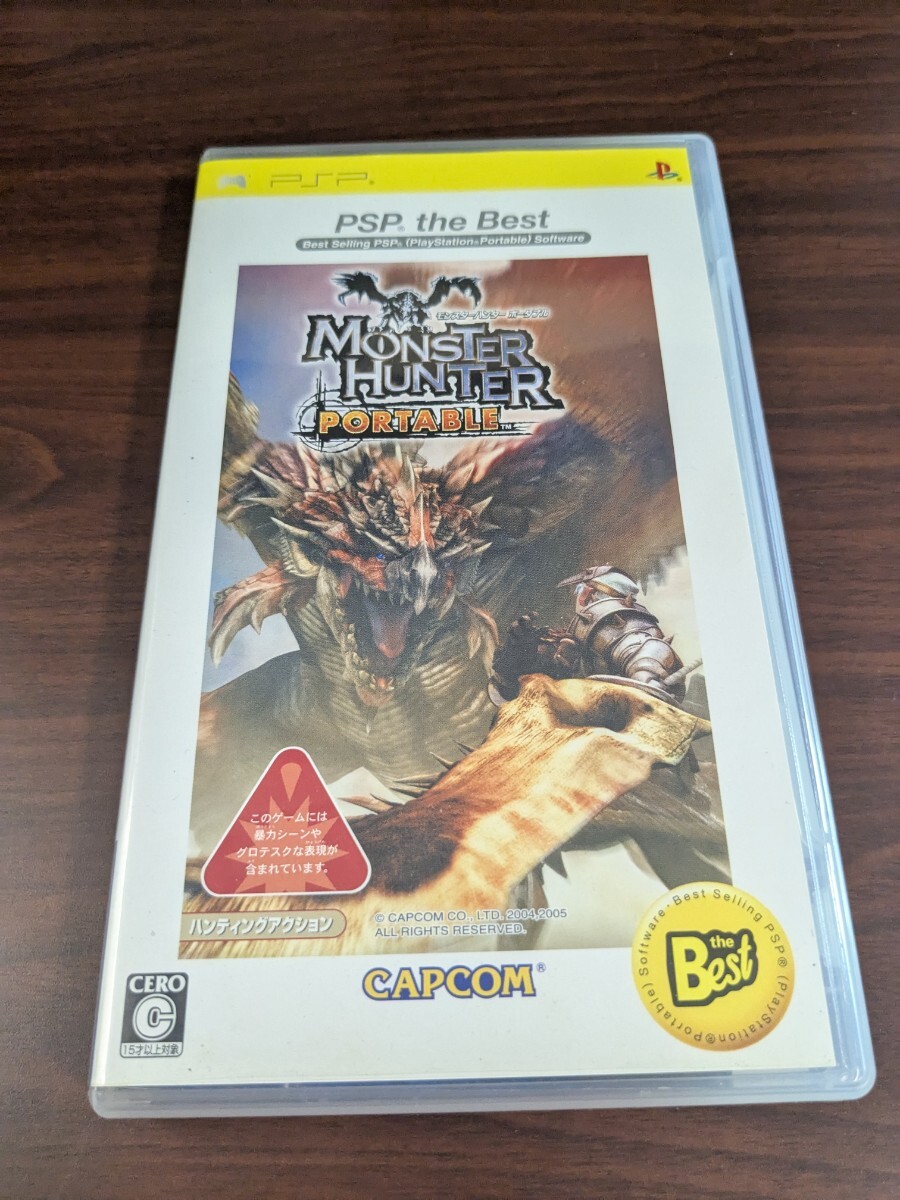 PSP®
PSP® the Best
Best Selling PSP® (PlayStation®Portable) Software
モンスターハンター ポータブル
MONSTER
HUNTER
PORTABLE™
このゲームには
暴力シーンや
グロテスクな表現が
含まれています。
ハンティングアクション
© CAPCOM CO., LTD. 2004,2005
ALL RIGHTS RESERVED.
CAPCOM®
CERO
C
15才以上対象
the
Best
Best Selling PSP® (PlayStation®Portable) Software